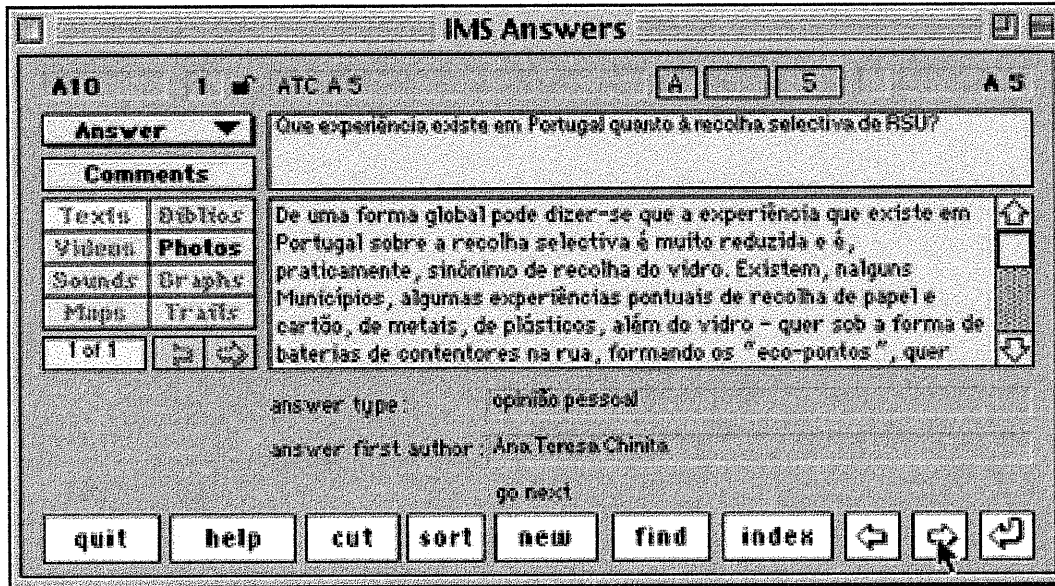 IMS Answers
A10 1 ATC A 5 A 5 A 5
Answer
Que experiência existe em Portugal quanto à recolha selectiva de RSU?
Comments
Texts Biblios
Videos Photos
Sounds Graphs
Maps Trails
1 of 1
De uma forma global pode dizer-se que a experiência que existe em
Portugal sobre a recolha selectiva é muito reduzida e é,
praticamente, sinónimo de recolha do vidro. Existem, nalguns
Municípios, algumas experiências pontuais de recolha de papel e
cartão, de metais, de plásticos, além do vidro - quer sob a forma de
baterias de contentores na rua, formando os "eco-pontos", quer
answer type: opinião pessoal
answer first author: Ana Teresa Chinita
go next
quit help cut sort new find index